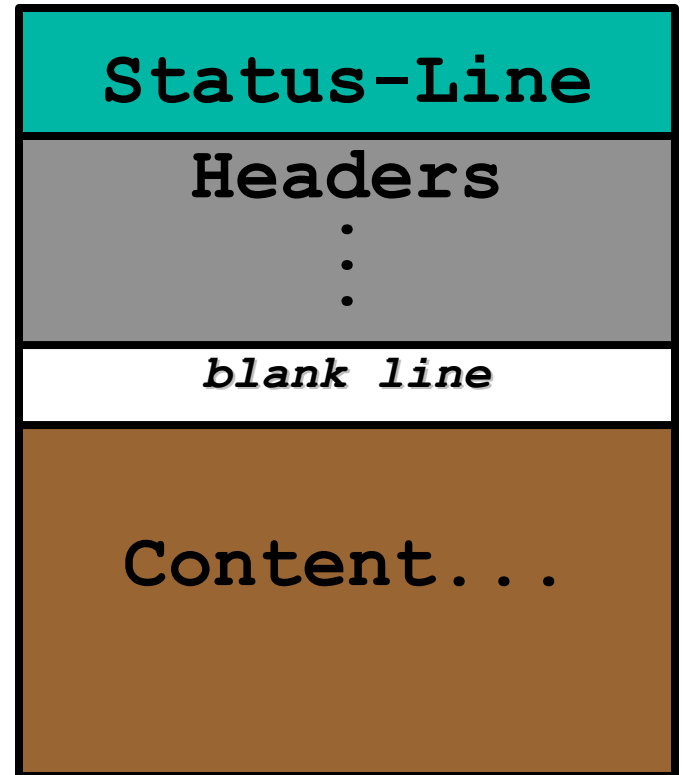 Status-Line
Headers
.
.
.
blank line
Content...